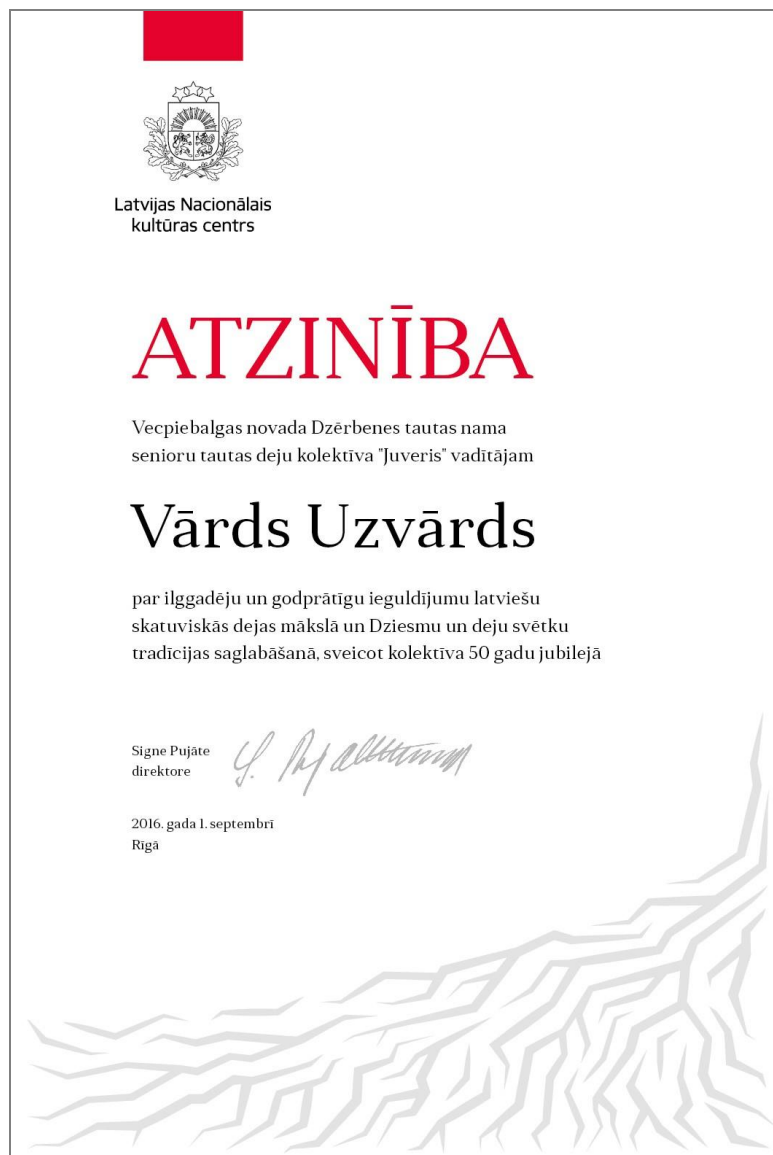 Latvijas Nacionālais
kultūras centrs
ATZINĪBA
Vecpiebalgas novada Dzērbenes tautas nama
senioru tautas deju kolektīva "Juveris" vadītājam
Vārds Uzvārds
par ilggadēju un godprātīgu ieguldījumu latviešu
skatuviskās dejas mākslā un Dziesmu un deju svētku
tradīcijas saglabāšanā, sveicot kolektīva 50 gadu jubilejā
Signe Pujāte
direktore
2016. gada 1. septembrī
Rīgā